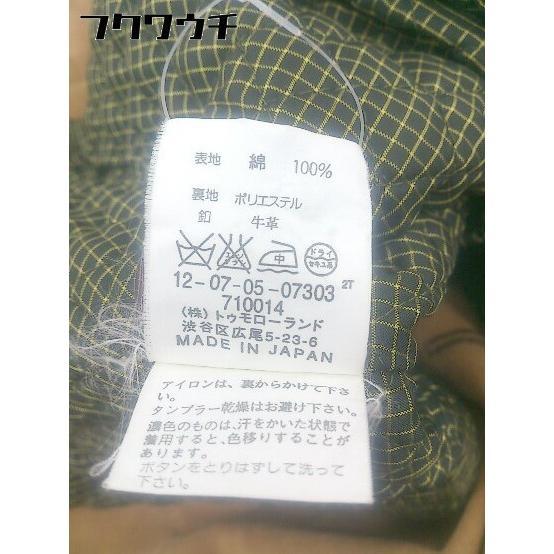 フクワウチ
表地 綿 100%
裏地 ポリエステル
釦 牛革
中 ドライ
セキユ系
12-07-05-07303 2T
710014
(株)トゥモローランド
渋谷区広尾5-23-6
MADE IN JAPAN
アイロンは、裏からかけて下さ
い。
タンブラー乾燥はお避け下さい。
濃色のものは、汗をかいた状態で
着用すると、色移りすることが
あります。
ボタンをとりはずして洗って
下さい。